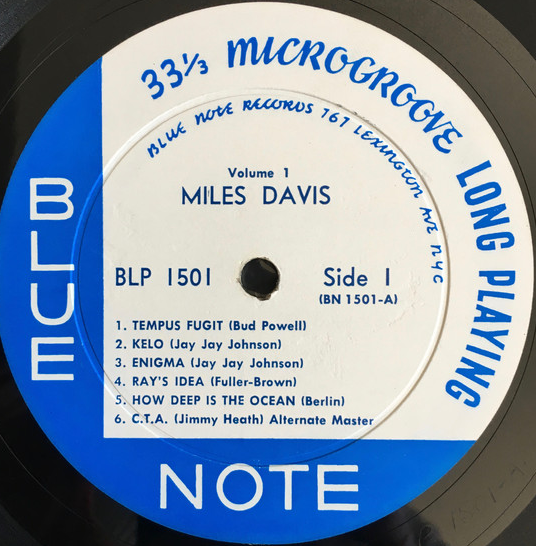 33⅓ MICROGROOVE LONG PLAYING
BLUE NOTE RECORDS 767 LEXINGTON AVE NYC
Volume 1
MILES DAVIS
BLP 1501
Side 1
(BN 1501-A)
1. TEMPUS FUGIT (Bud Powell)
2. KELO (Jay Jay Johnson)
3. ENIGMA (Jay Jay Johnson)
4. RAY'S IDEA (Fuller-Brown)
5. HOW DEEP IS THE OCEAN (Berlin)
6. C.T.A. (Jimmy Heath) Alternate Master
BLUE
NOTE